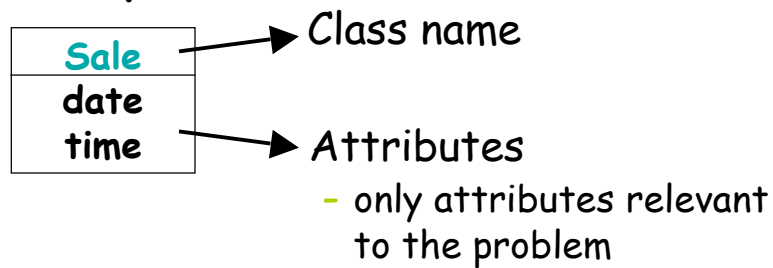 Sale
date
time
Class name
Attributes
- only attributes relevant
to the problem